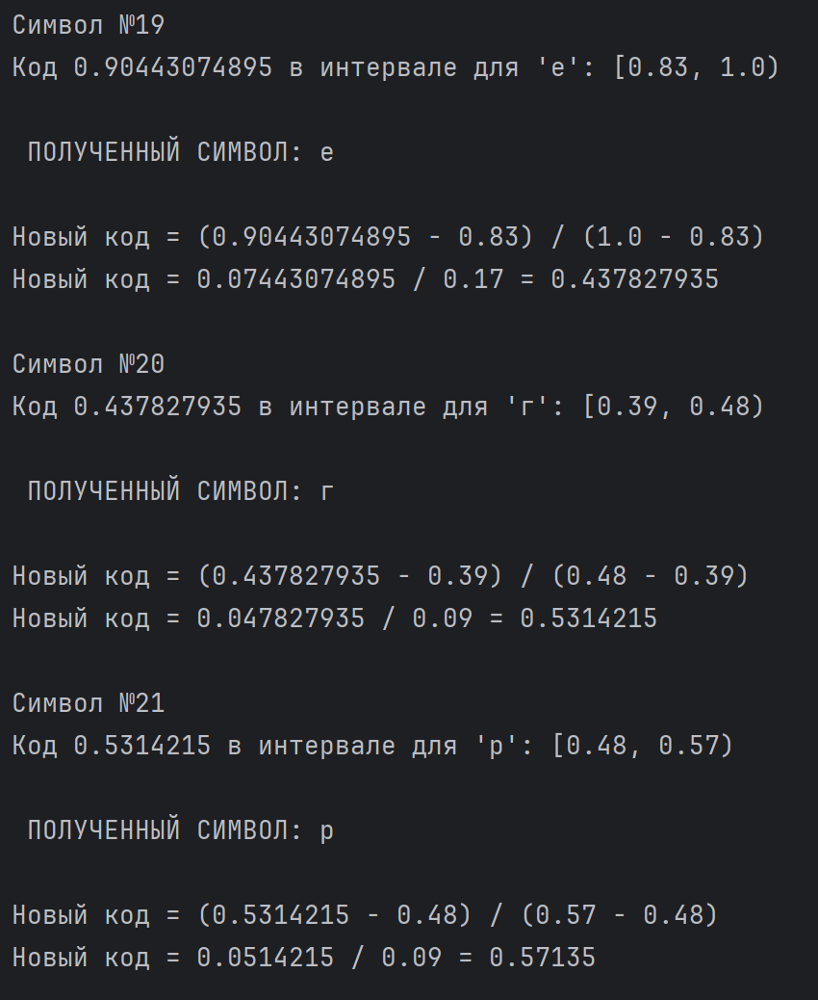 Символ №19
Код 0.90443074895 в интервале для 'е': [0.83, 1.0)
ПОЛУЧЕННЫЙ СИМВОЛ: е
Новый код = (0.90443074895 - 0.83) / (1.0 - 0.83)
Новый код = 0.07443074895 / 0.17 = 0.437827935
Символ №20
Код 0.437827935 в интервале для 'г': [0.39, 0.48)
ПОЛУЧЕННЫЙ СИМВОЛ: г
Новый код = (0.437827935 - 0.39) / (0.48 - 0.39)
Новый код = 0.047827935 / 0.09 = 0.5314215
Символ №21
Код 0.5314215 в интервале для 'р': [0.48, 0.57)
ПОЛУЧЕННЫЙ СИМВОЛ: р
Новый код = (0.5314215 - 0.48) / (0.57 - 0.48)
Новый код = 0.0514215 / 0.09 = 0.57135